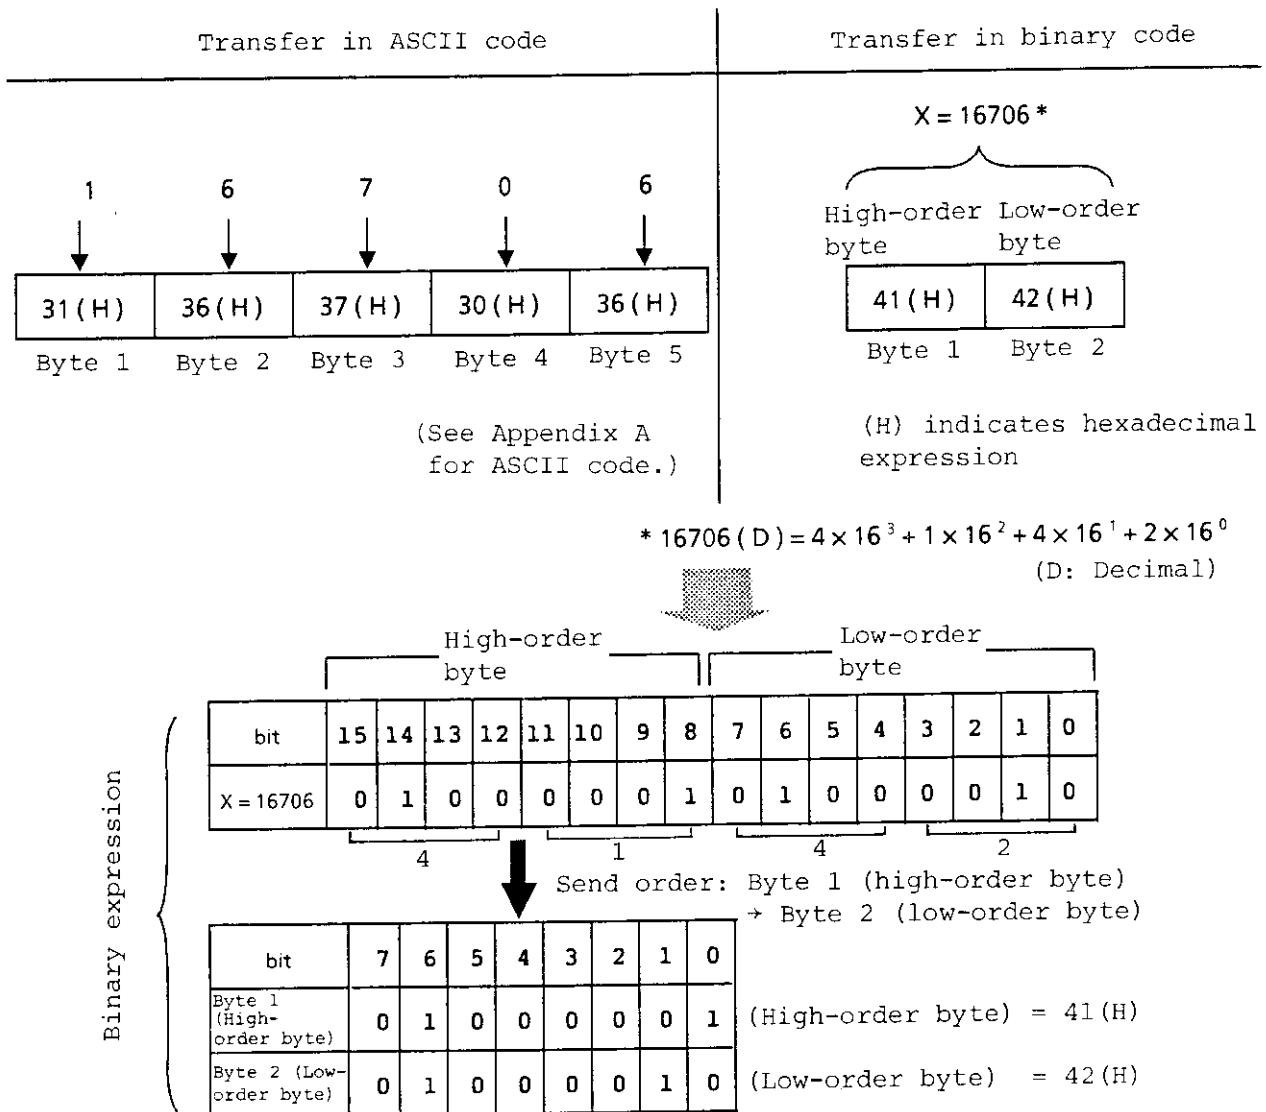 Transfer in ASCII code
Transfer in binary code
1 6 7 0 6
31(H) 36(H) 37(H) 30(H) 36(H)
Byte 1 Byte 2 Byte 3 Byte 4 Byte 5
(See Appendix A
for ASCII code.)
X = 16706 *
High-order Low-order
byte byte
41(H) 42(H)
Byte 1 Byte 2
(H) indicates hexadecimal
expression
* 16706 (D) = 4 × 16³ + 1 × 16² + 4 × 16¹ + 2 × 16⁰
(D: Decimal)
High-order
byte
Low-order
byte
Binary expression
bit 15 14 13 12 11 10 9 8 7 6 5 4 3 2 1 0
X = 16706 0 1 0 0 0 0 0 1 0 1 0 0 0 0 1 0
4 1 4 2
Send order: Byte 1 (high-order byte)
→ Byte 2 (low-order byte)
bit 7 6 5 4 3 2 1 0
Byte 1
(High-
order byte)
0 1 0 0 0 0 0 1 (High-order byte) = 41(H)
Byte 2 (Low-
order byte)
0 1 0 0 0 0 1 0 (Low-order byte) = 42(H)